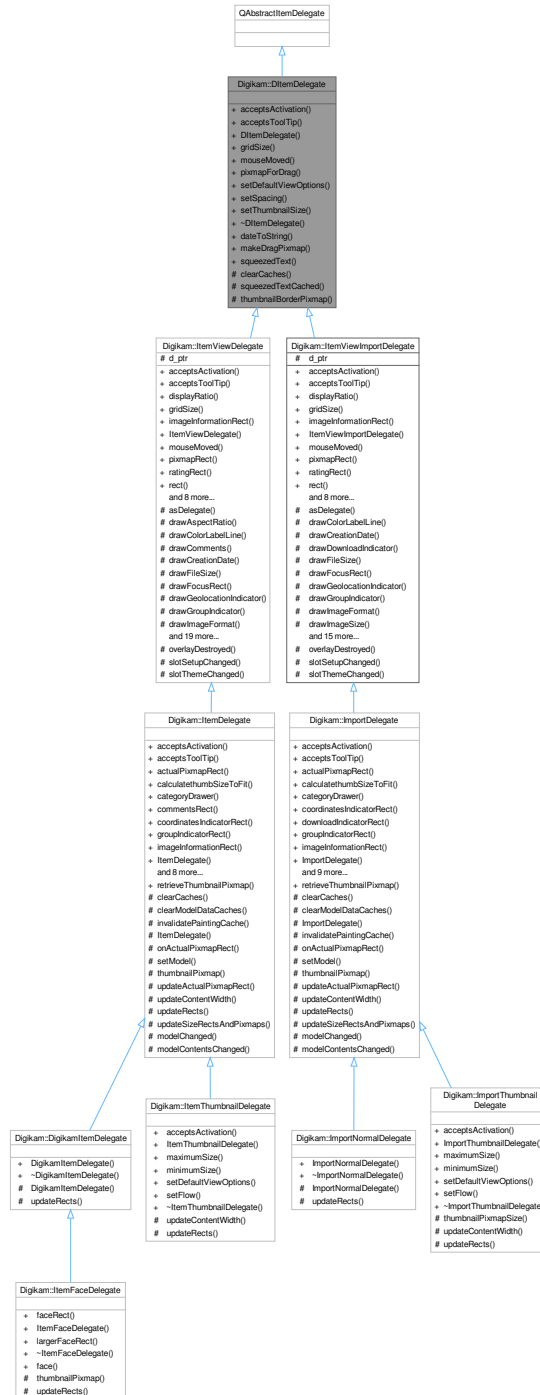 QAbstractItemDelegate
Digikam::DItemDelegate
+ acceptsActivation()
+ acceptsToolTip()
+ DItemDelegate()
+ gridSize()
+ mouseMoved()
+ pixmapForDrag()
+ setDefaultViewOptions()
+ setSpacing()
+ setThumbnailSize()
+ ~DItemDelegate()
+ dateToString()
+ makeDragPixmap()
+ squeezedText()
# clearCaches()
# squeezedTextCached()
# thumbnailBorderPixmap()
Digikam::ItemViewDelegate
# d_ptr
+ acceptsActivation()
+ acceptsToolTip()
+ displayRatio()
+ gridSize()
+ imageInformationRect()
+ ItemViewDelegate()
+ mouseMoved()
+ pixmapRect()
+ ratingRect()
+ rect()
and 8 more...
# asDelegate()
# drawAspectRatio()
# drawColorLabelLine()
# drawComments()
# drawCreationDate()
# drawFileSize()
# drawFocusRect()
# drawGeolocationIndicator()
# drawGroupIndicator()
# drawImageFormat()
and 19 more...
# overlayDestroyed()
# slotSetupChanged()
# slotThemeChanged()
Digikam::ItemViewImportDelegate
# d_ptr
+ acceptsActivation()
+ acceptsToolTip()
+ displayRatio()
+ gridSize()
+ imageInformationRect()
+ ItemViewImportDelegate()
+ mouseMoved()
+ pixmapRect()
+ ratingRect()
+ rect()
and 8 more...
# asDelegate()
# drawColorLabelLine()
# drawCreationDate()
# drawDownloadIndicator()
# drawFileSize()
# drawFocusRect()
# drawGeolocationIndicator()
# drawGroupIndicator()
# drawImageFormat()
# drawImageSize()
and 15 more...
# overlayDestroyed()
# slotSetupChanged()
# slotThemeChanged()
Digikam::ItemDelegate
+ acceptsActivation()
+ acceptsToolTip()
+ actualPixmapRect()
+ calculatethumbSizeToFit()
+ categoryDrawer()
+ commentsRect()
+ coordinatesIndicatorRect()
+ groupIndicatorRect()
+ imageInformationRect()
+ ItemDelegate()
and 8 more...
+ retrieveThumbnailPixmap()
# clearCaches()
# clearModelDataCaches()
# invalidatePaintingCache()
# ItemDelegate()
# onActualPixmapRect()
# setModel()
# thumbnailPixmap()
# updateActualPixmapRect()
# updateContentWidth()
# updateRects()
# updateSizeRectsAndPixmaps()
# modelChanged()
# modelContentsChanged()
Digikam::ImportDelegate
+ acceptsActivation()
+ acceptsToolTip()
+ actualPixmapRect()
+ calculatethumbSizeToFit()
+ categoryDrawer()
+ coordinatesIndicatorRect()
+ downloadIndicatorRect()
+ groupIndicatorRect()
+ imageInformationRect()
+ ImportDelegate()
and 9 more...
+ retrieveThumbnailPixmap()
# clearCaches()
# clearModelDataCaches()
# ImportDelegate()
# invalidatePaintingCache()
# onActualPixmapRect()
# setModel()
# thumbnailPixmap()
# updateActualPixmapRect()
# updateContentWidth()
# updateRects()
# updateSizeRectsAndPixmaps()
# modelChanged()
# modelContentsChanged()
Digikam::DigikamItemDelegate
+ DigikamItemDelegate()
+ ~DigikamItemDelegate()
# DigikamItemDelegate()
# updateRects()
Digikam::ItemThumbnailDelegate
+ acceptsActivation()
+ ItemThumbnailDelegate()
+ maximumSize()
+ minimumSize()
+ setDefaultViewOptions()
+ setFlow()
+ ~ItemThumbnailDelegate()
# updateContentWidth()
# updateRects()
Digikam::ImportNormalDelegate
+ ImportNormalDelegate()
+ ~ImportNormalDelegate()
# ImportNormalDelegate()
# updateRects()
Digikam::ImportThumbnail
Delegate
+ acceptsActivation()
+ ImportThumbnailDelegate()
+ maximumSize()
+ minimumSize()
+ setDefaultViewOptions()
+ setFlow()
+ ~ImportThumbnailDelegate
# thumbnailPixmapSize()
# updateContentWidth()
# updateRects()
Digikam::ItemFaceDelegate
+ faceRect()
+ ItemFaceDelegate()
+ largerFaceRect()
+ ~ItemFaceDelegate()
+ face()
# thumbnailPixmap()
# updateRects()